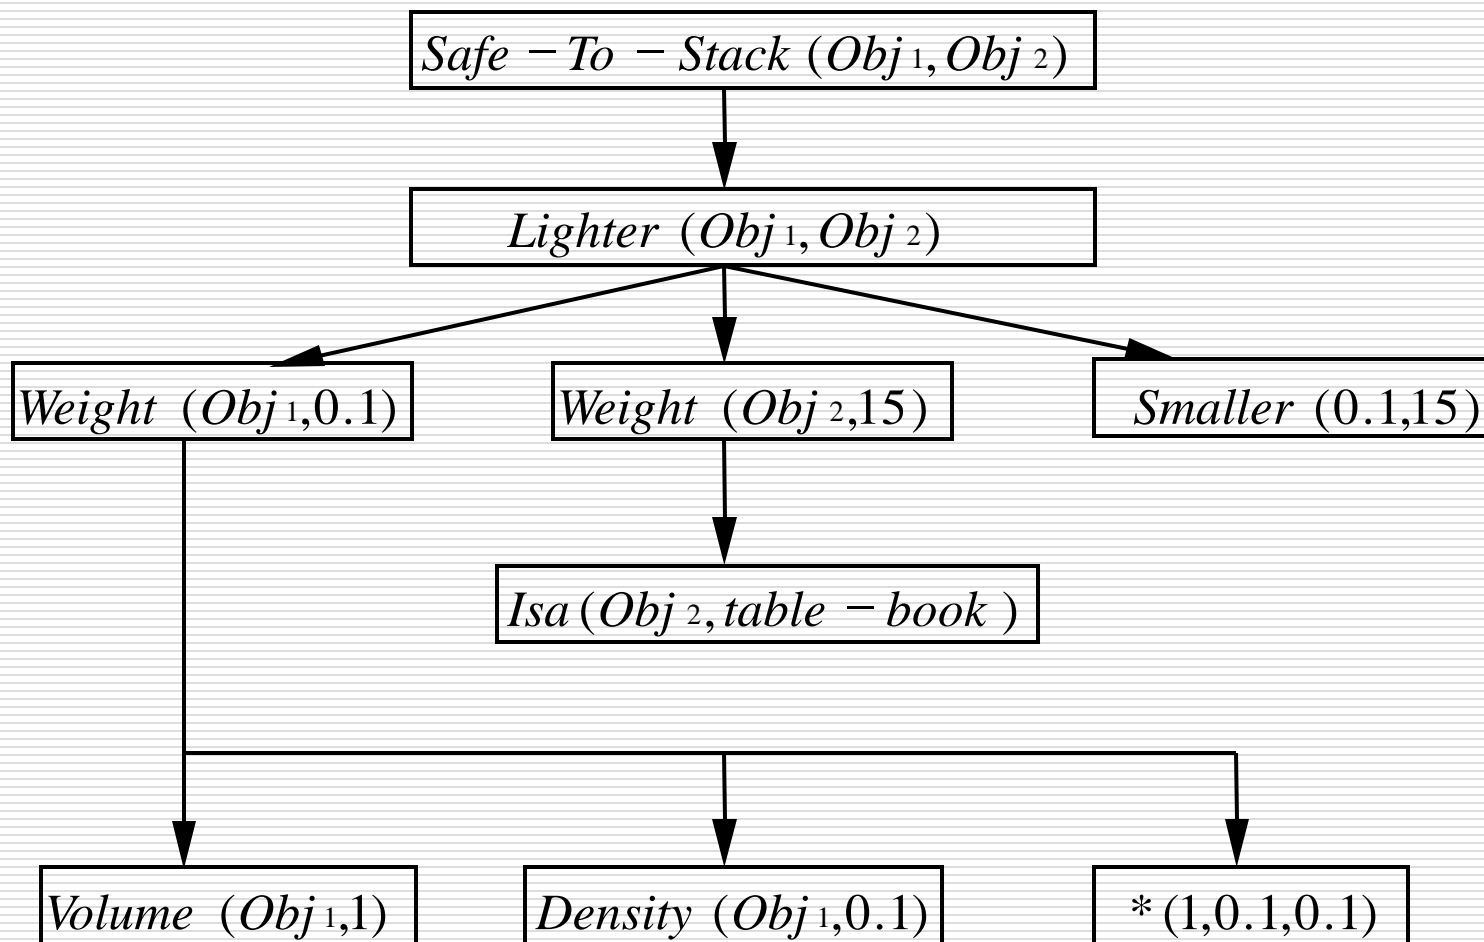 Safe − To − Stack (Obj 1, Obj 2)
Lighter (Obj 1, Obj 2)
Weight (Obj 1,0.1)
Weight (Obj 2,15)
Smaller (0.1,15)
Isa (Obj 2, table − book )
Volume (Obj 1,1)
Density (Obj 1,0.1)
* (1,0.1,0.1)